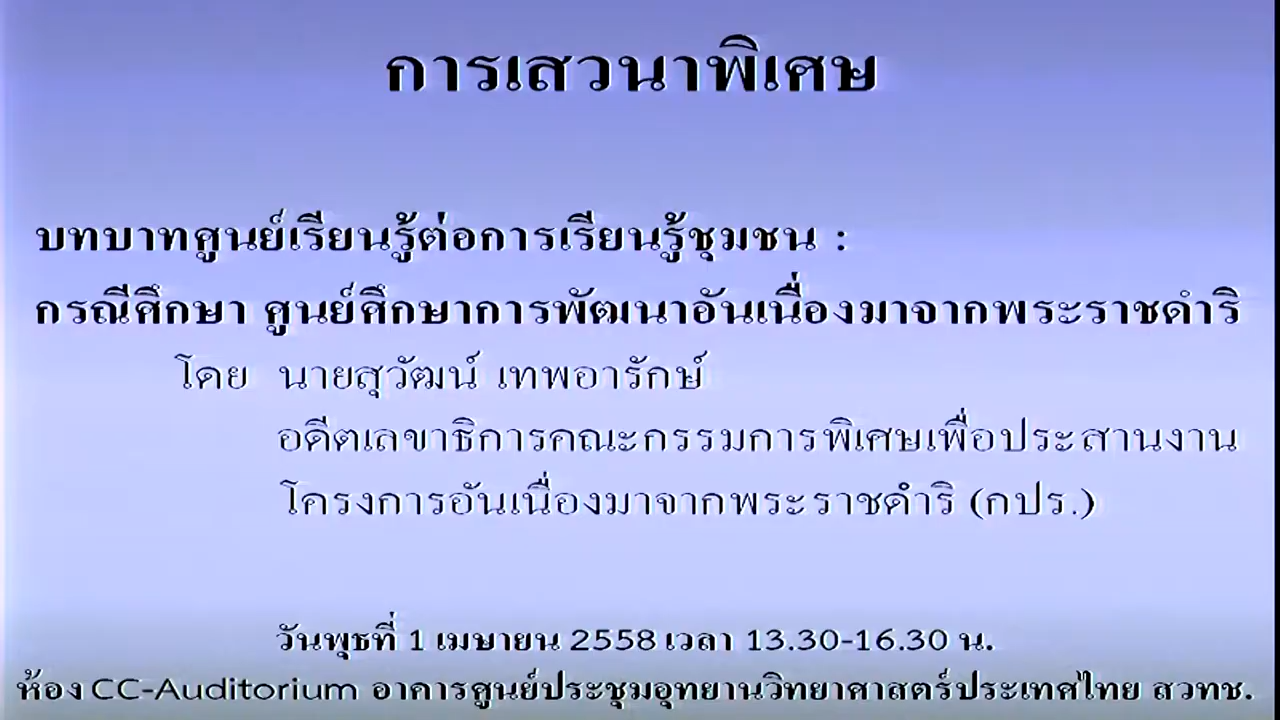 การเสวนาพิเศษ
บทบาทศูนย์เรียนรู้ต่อการเรียนรู้ชุมชน :
กรณีศึกษา ศูนย์ศึกษาการพัฒนาอันเนื่องมาจากพระราชดำริ
โดย นายสุวัฒน์ เทพอารักษ์
อดีตเลขาธิการคณะกรรมการพิเศษเพื่อประสานงาน
โครงการอันเนื่องมาจากพระราชดำริ (กปร.)
วันพุธที่ 1 เมษายน 2558 เวลา 13.30-16.30 น.
ห้อง CC-Auditorium อาคารศูนย์ประชุมอุทยานวิทยาศาสตร์ประเทศไทย สวทช.